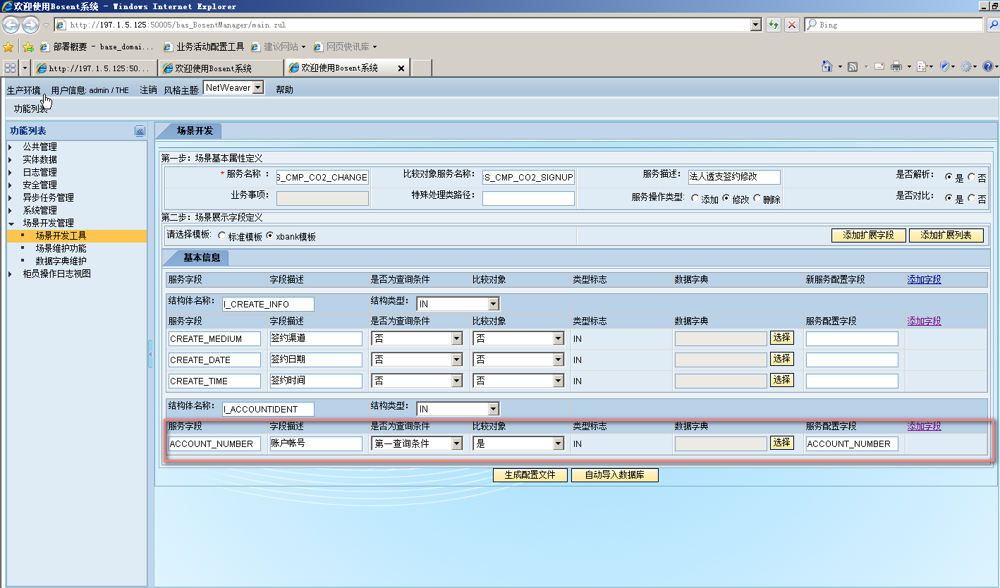 欢迎使用Bosent系统 - Windows Internet Explorer
http://197.1.5.125:50005/bas_BosentManager/main.zul
Bing
部署概要 - base_domai... 业务活动配置工具 建议网站 网页快讯库
http://197.1.5.125:50... 欢迎使用Bosent系统 欢迎使用Bosent系统
生产环境 用户信息: admin / THE 注销 风格主题: NetWeaver 帮助
功能列表
功能列表
公共管理
实体数据
日志管理
安全管理
异步任务管理
系统管理
场景开发管理
场景开发工具
场景维护功能
数据字典维护
柜员操作日志视图
场景开发
第一步: 场景基本属性定义
* 服务名称 : S_CMP_CO2_CHANGE 比较对象服务名称: S_CMP_CO2_SIGNUP 服务描述: 法人透支签约修改 是否解析: 是 否
业务事项: 特殊处理类路径: 服务操作类型: 添加 修改 删除 是否对比: 是 否
第二步: 场景展示字段定义
请选择模板: 标准模板 xbank模板 添加扩展字段 添加扩展列表
基本信息
服务字段 字段描述 是否为查询条件 比较对象 类型标志 数据字典 新服务配置字段 添加字段
结构体名称: I_CREATE_INFO 结构类型: IN
服务字段 字段描述 是否为查询条件 比较对象 类型标志 数据字典 服务配置字段 添加字段
CREATE_MEDIUM 签约渠道 否 否 IN 选择
CREATE_DATE 签约日期 否 否 IN 选择
CREATE_TIME 签约时间 否 否 IN 选择
结构体名称: I_ACCOUNTIDENT 结构类型: IN
服务字段 字段描述 是否为查询条件 比较对象 类型标志 数据字典 服务配置字段 添加字段
ACCOUNT_NUMBER 账户帐号 第一查询条件 是 IN 选择 ACCOUNT_NUMBER
生成配置文件 自动导入数据库